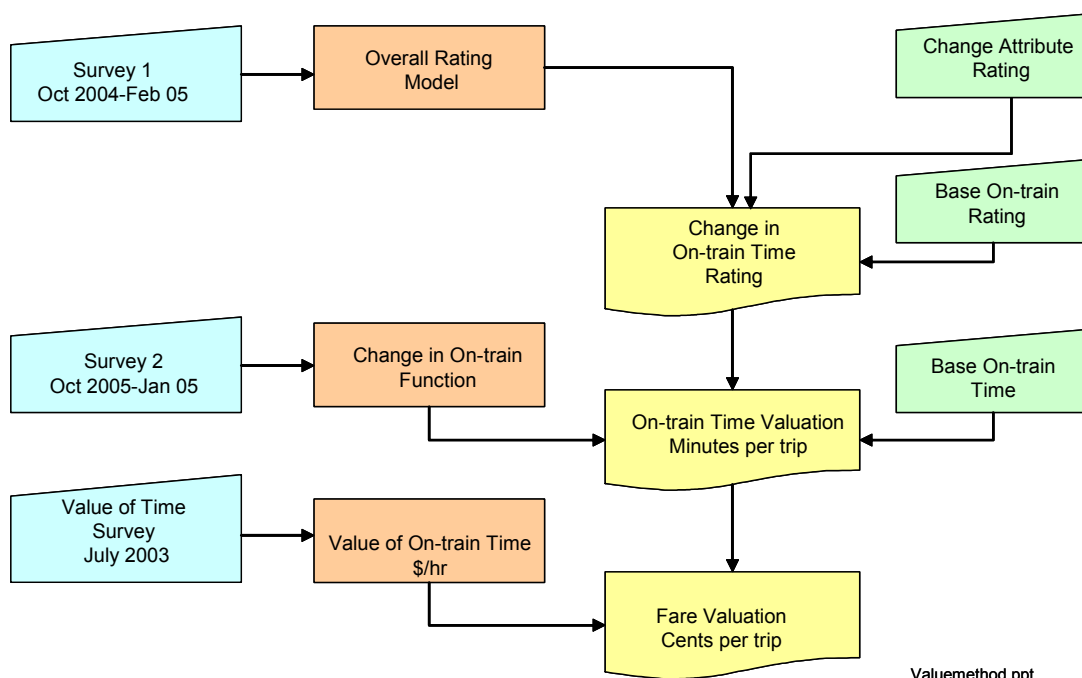 Survey 1
Oct 2004-Feb 05
Overall Rating
Model
Change Attribute
Rating
Base On-train
Rating
Change in
On-train Time
Rating
Survey 2
Oct 2005-Jan 05
Change in On-train
Function
Base On-train
Time
On-train Time Valuation
Minutes per trip
Value of Time
Survey
July 2003
Value of On-train Time
$/hr
Fare Valuation
Cents per trip
Valuemethod.ppt